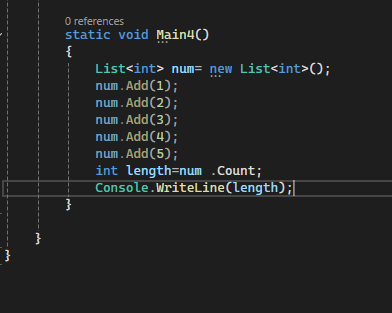 0 references
static void Main4()
{
List<int> num= new List<int>();
num.Add(1);
num.Add(2);
num.Add(3);
num.Add(4);
num.Add(5);
int length=num .Count;
Console.WriteLine(length);
}
}
}